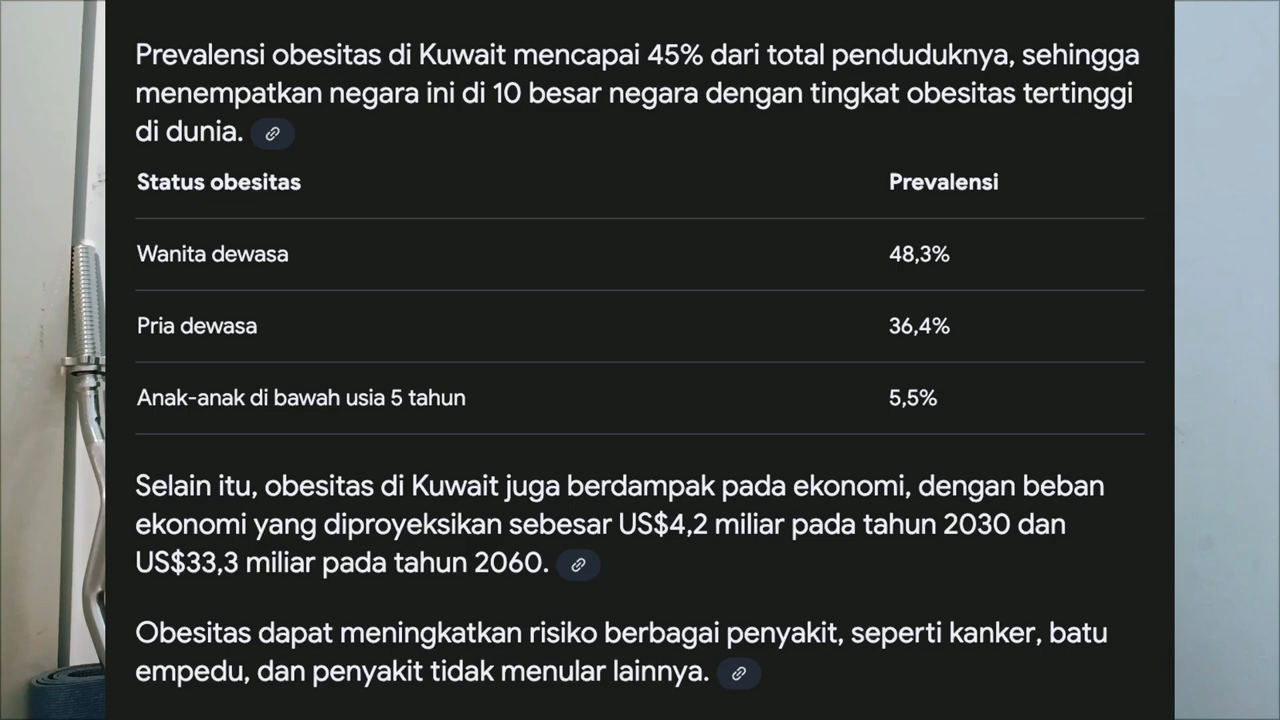 Prevalensi obesitas di Kuwait mencapai 45% dari total penduduknya, sehingga
menempatkan negara ini di 10 besar negara dengan tingkat obesitas tertinggi
di dunia.
Status obesitas Prevalensi
Wanita dewasa 48,3%
Pria dewasa 36,4%
Anak-anak di bawah usia 5 tahun 5,5%
Selain itu, obesitas di Kuwait juga berdampak pada ekonomi, dengan beban
ekonomi yang diproyeksikan sebesar US$4,2 miliar pada tahun 2030 dan
US$33,3 miliar pada tahun 2060.
Obesitas dapat meningkatkan risiko berbagai penyakit, seperti kanker, batu
empedu, dan penyakit tidak menular lainnya.